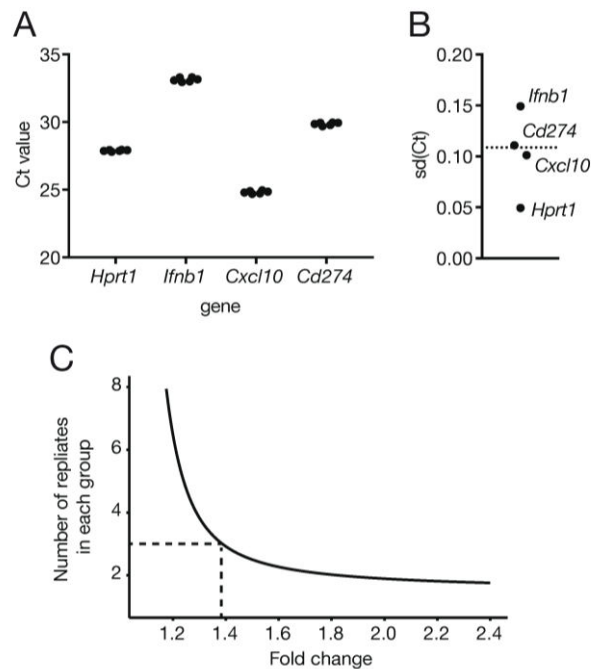 A
35
30
25
20
Ct value
Hprt1 Ifnb1 Cxcl10 Cd274
gene
B
0.20
0.15
0.10
0.05
0.00
sd(Ct)
Ifnb1
Cd274
Cxcl10
Hprt1
C
8
6
4
2
Number of repliates
in each group
1.2 1.4 1.6 1.8 2.0 2.2 2.4
Fold change